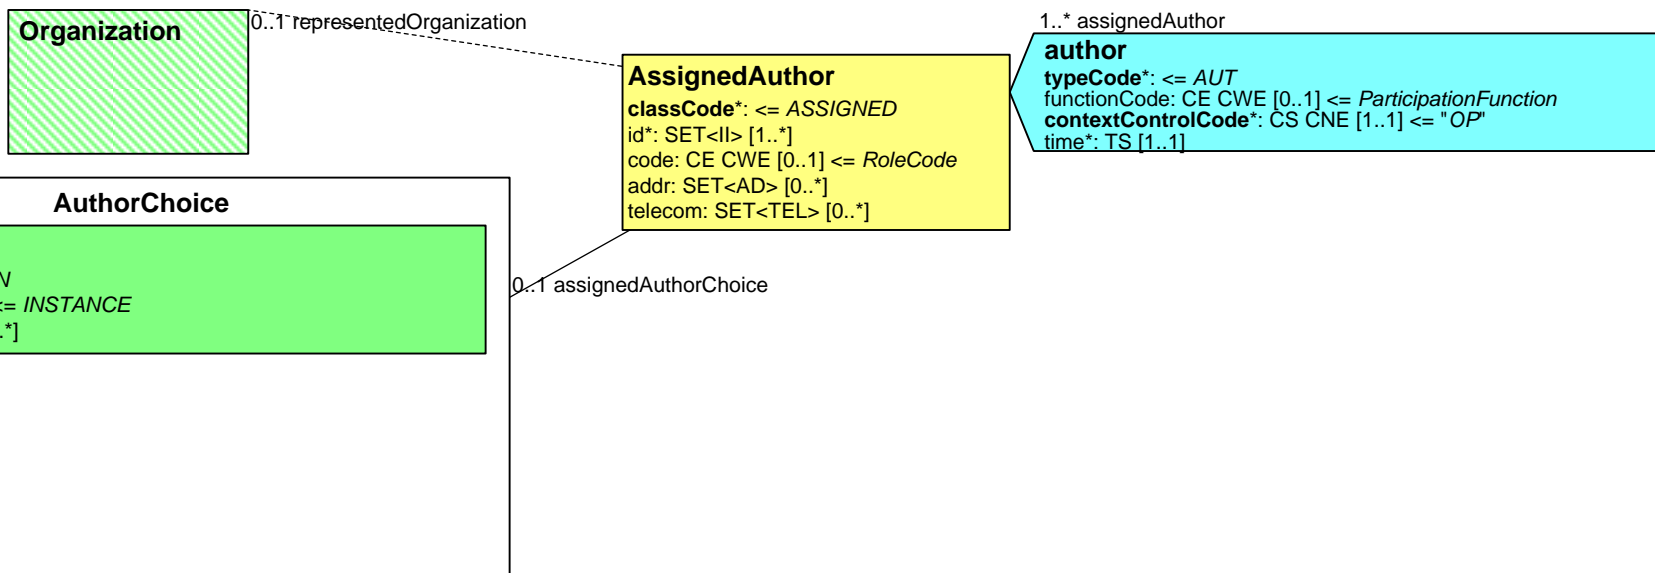 Organization
0..1 representedOrganization
AssignedAuthor
classCode*: <= ASSIGNED
id*: SET<II> [1..*]
code: CE CWE [0..1] <= RoleCode
addr: SET<AD> [0..*]
telecom: SET<TEL> [0..*]
1..* assignedAuthor
author
typeCode*: <= AUT
functionCode: CE CWE [0..1] <= ParticipationFunction
contextControlCode*: CS CNE [1..1] <= "OP"
time*: TS [1..1]
AuthorChoice
N
<= INSTANCE
.*]
0..1 assignedAuthorChoice